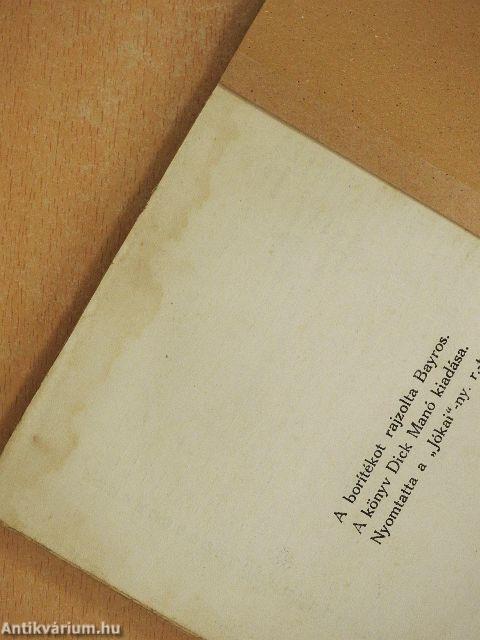 A borítékot rajzolta Bayros.
A könyv Dick Manó kiadása.
Nyomtatta a „Jókai“-ny. r.-t.
Antikvárium.hu